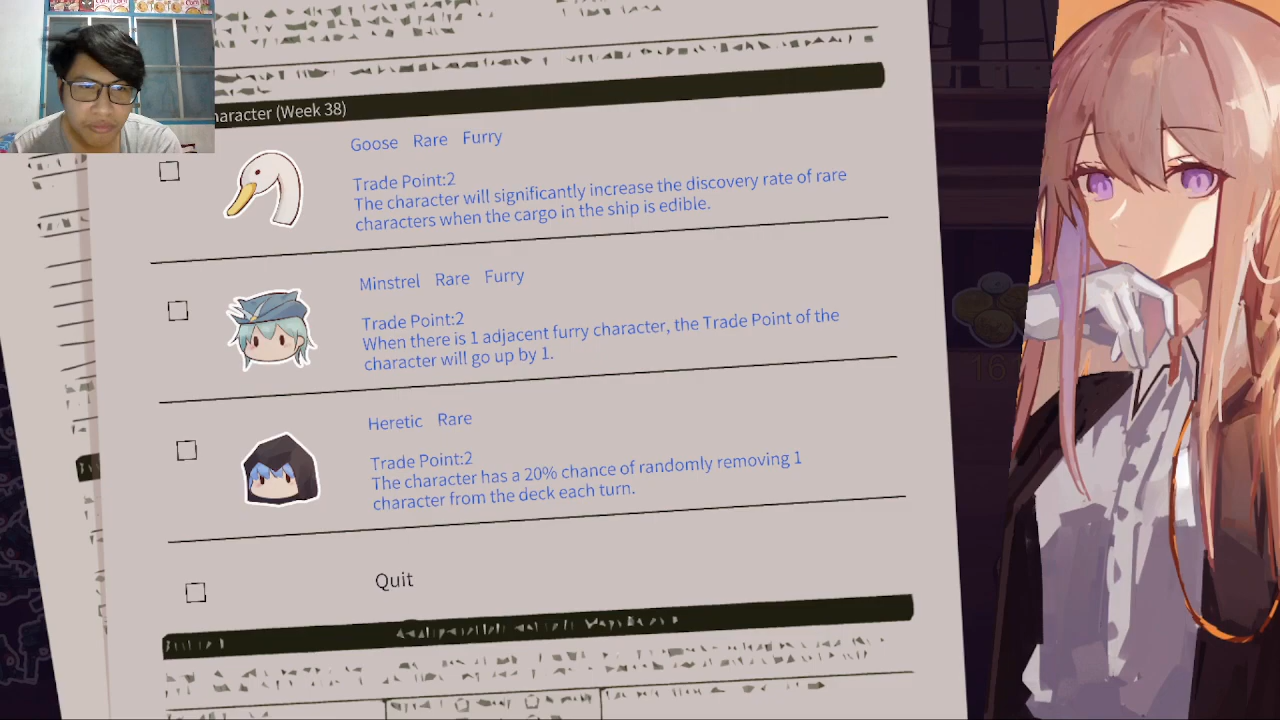 haracter (Week 38)
Goose Rare Furry
Trade Point:2
The character will significantly increase the discovery rate of rare
characters when the cargo in the ship is edible.
Minstrel Rare Furry
Trade Point:2
When there is 1 adjacent furry character, the Trade Point of the
character will go up by 1.
Heretic Rare
Trade Point:2
The character has a 20% chance of randomly removing 1
character from the deck each turn.
Quit